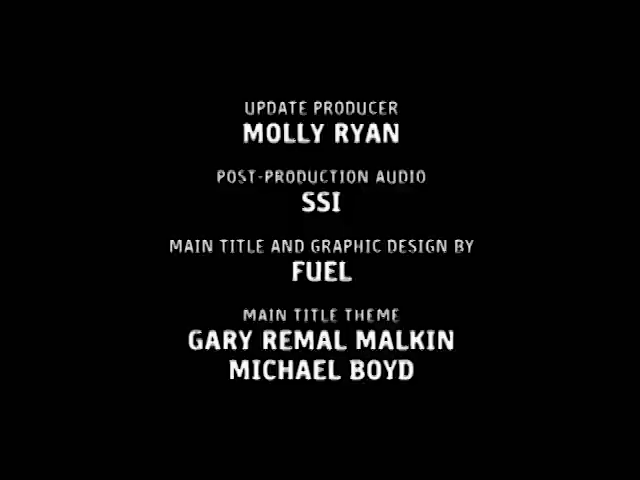 UPDATE PRODUCER
MOLLY RYAN
POST-PRODUCTION AUDIO
SSI
MAIN TITLE AND GRAPHIC DESIGN BY
FUEL
MAIN TITLE THEME
GARY REMAL MALKIN
MICHAEL BOYD